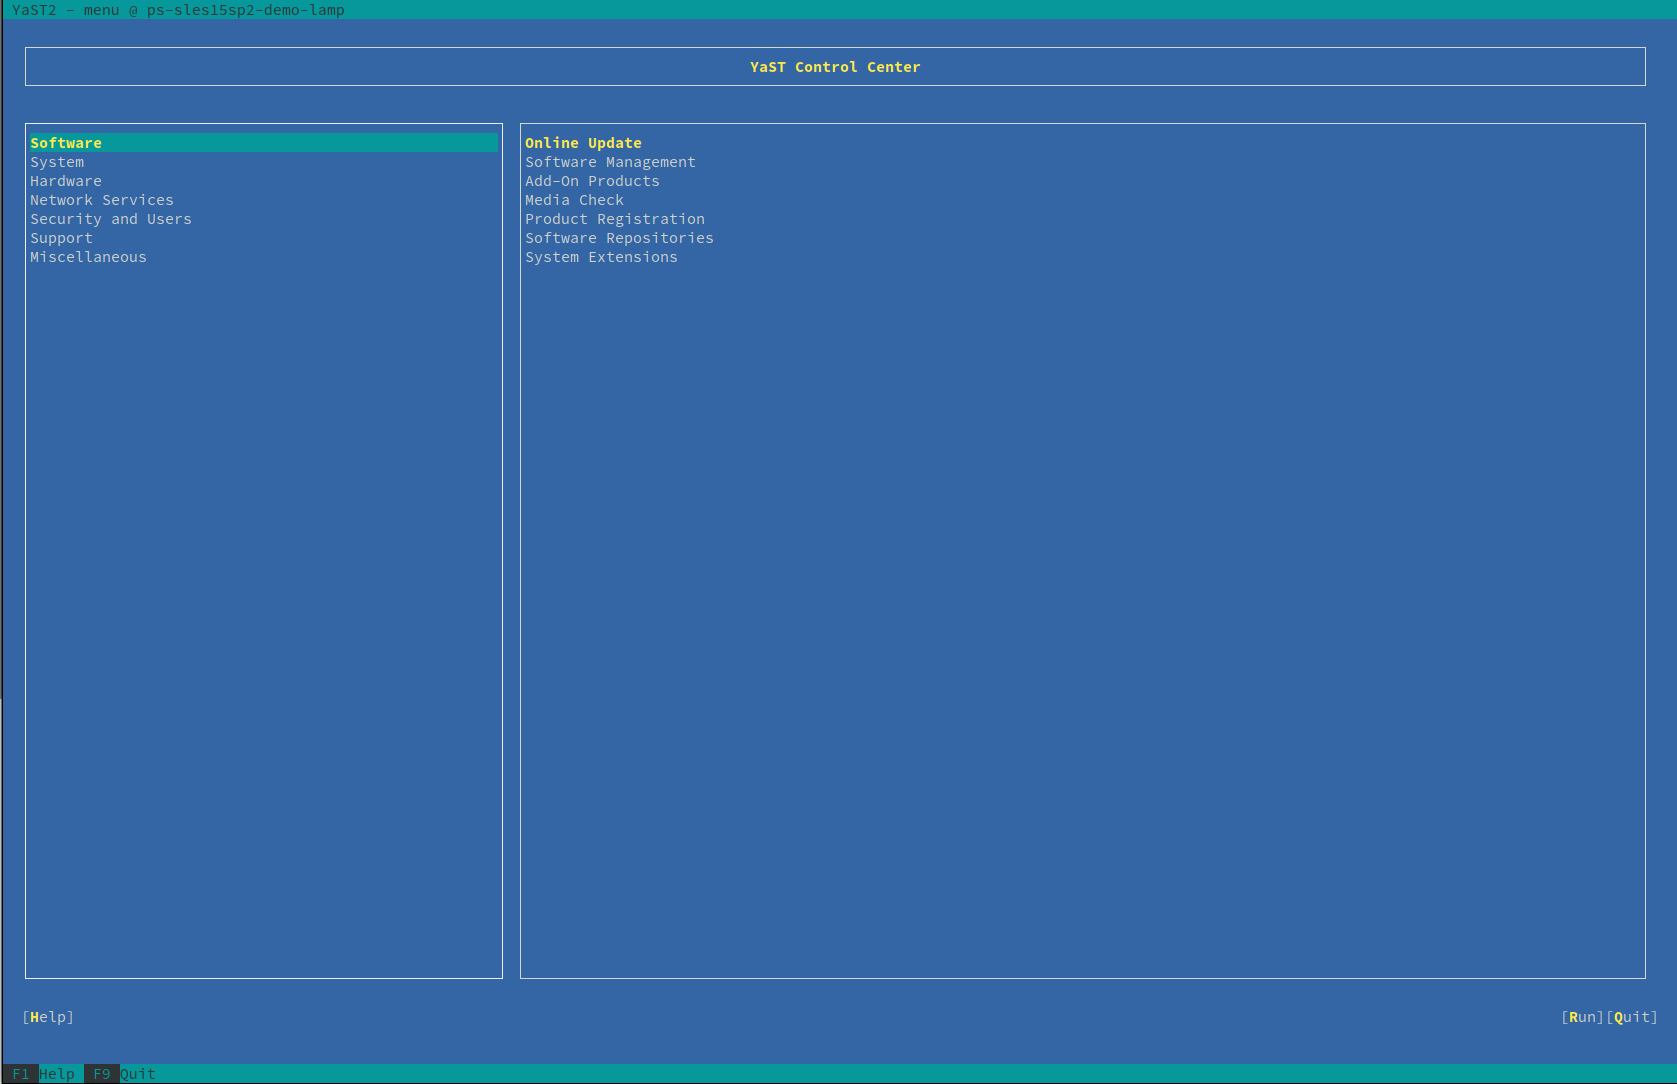 YaST2 - menu @ ps-sles15sp2-demo-lamp
YaST Control Center
Software
System
Hardware
Network Services
Security and Users
Support
Miscellaneous
Online Update
Software Management
Add-On Products
Media Check
Product Registration
Software Repositories
System Extensions
[Help]
[Run][Quit]
F1 Help F9 Quit